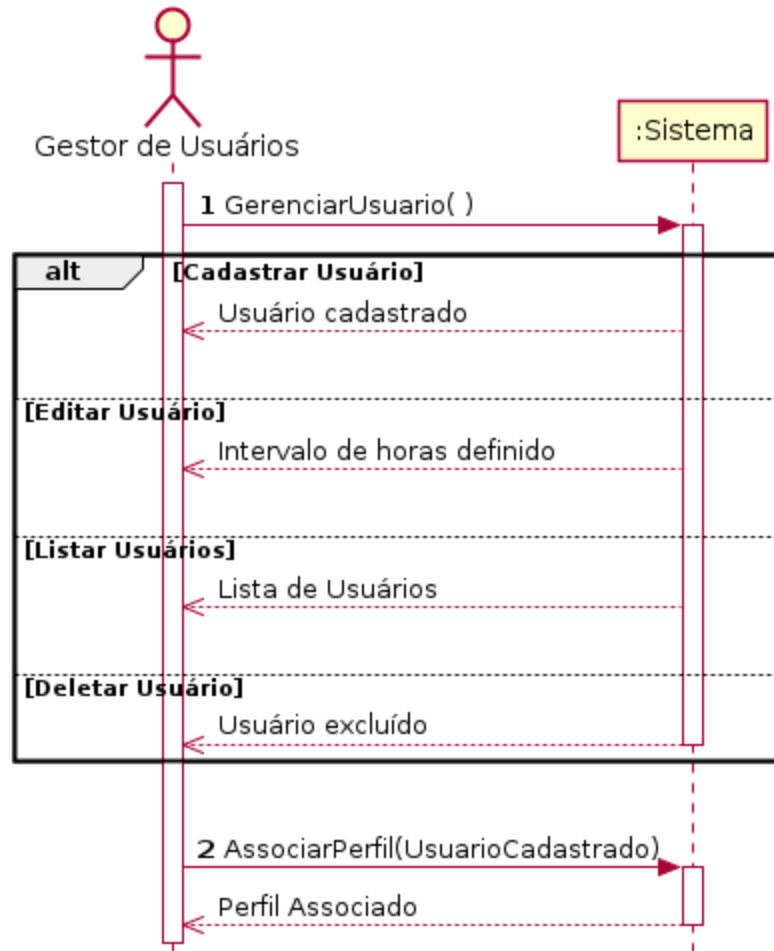 Gestor de Usuários
:Sistema
1 GerenciarUsuario( )
alt [Cadastrar Usuário]
Usuário cadastrado
[Editar Usuário]
Intervalo de horas definido
[Listar Usuários]
Lista de Usuários
[Deletar Usuário]
Usuário excluído
2 AssociarPerfil(UsuarioCadastrado)
Perfil Associado